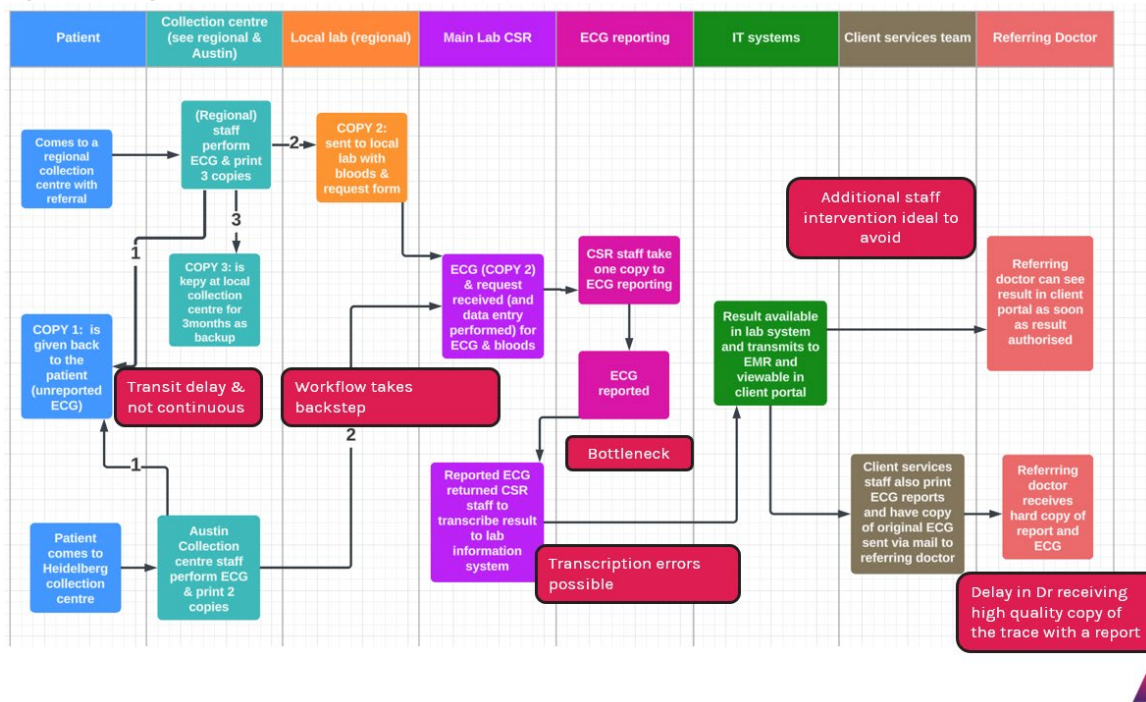 Patient
Collection centre
(see regional &
Austin)
Local lab (regional)
Main Lab CSR
ECG reporting
IT systems
Client services team
Referring Doctor
Comes to a
regional
collection
centre with
referral
(Regional)
staff
perform
ECG & print
3 copies
2
COPY 2:
sent to local
lab with
bloods &
request form
1
3
COPY 3: is
kepy at local
collection
centre for
3months as
backup
COPY 1:  is
given back
to the
patient
(unreported
ECG)
Transit delay &
not continuous
Workflow takes
backstep
2
ECG (COPY 2)
& request
received (and
data entry
performed) for
ECG & bloods
CSR staff take
one copy to
ECG reporting
ECG
reported
Bottleneck
Additional staff
intervention ideal to
avoid
Result available
in lab system
and transmits to
EMR and
viewable in
client portal
Referring
doctor can see
result in client
portal as soon
as result
authorised
1
Patient
comes to
Heidelberg
collection
centre
Austin
Collection
centre staff
perform ECG
& print 2
copies
Reported ECG
returned CSR
staff to
transcribe result
to lab
information
system
Transcription errors
possible
Client services
staff also print
ECG reports
and have copy
of original ECG
sent via mail to
referring doctor
Referrring
doctor
receives
hard copy of
report and
ECG
Delay in Dr receiving
high quality copy of
the trace with a report